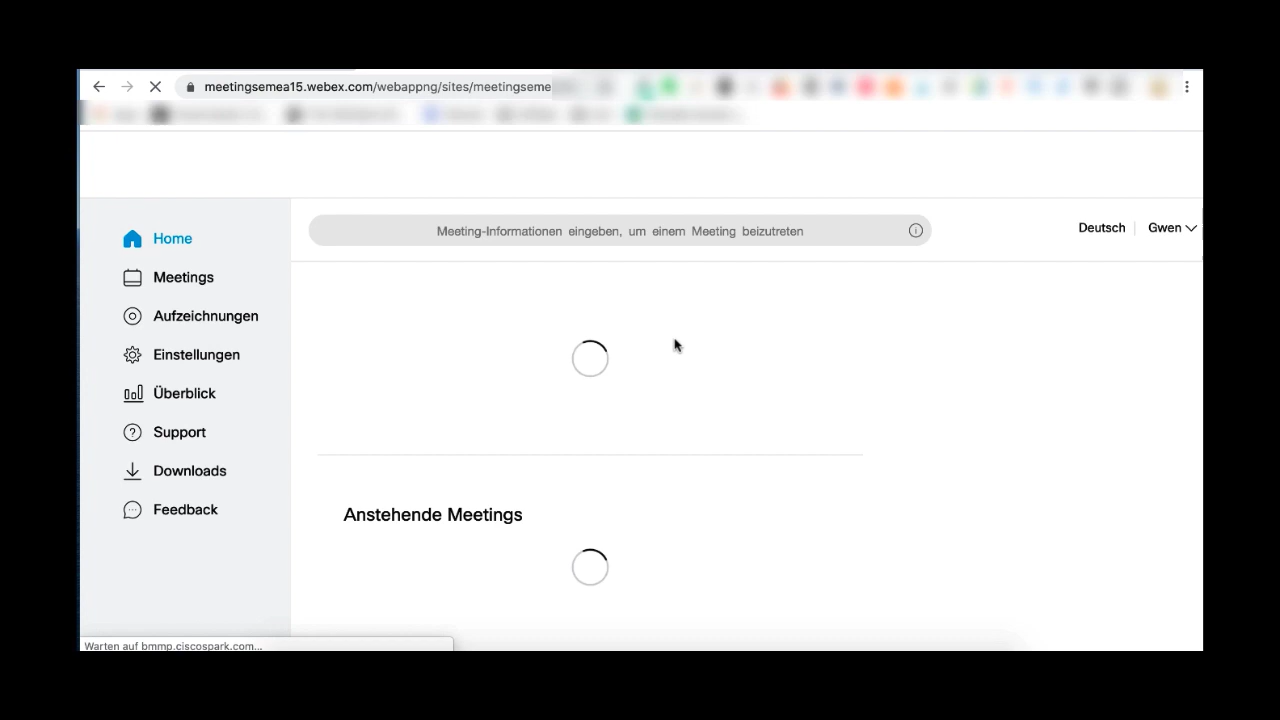 meetingsemea15.webex.com/webappng/sites/meetingseme
Meeting-Informationen eingeben, um einem Meeting beizutreten
Deutsch
Gwen
Home
Meetings
Aufzeichnungen
Einstellungen
Überblick
Support
Downloads
Feedback
Anstehende Meetings
Warten auf bmmp.ciscospark.com...